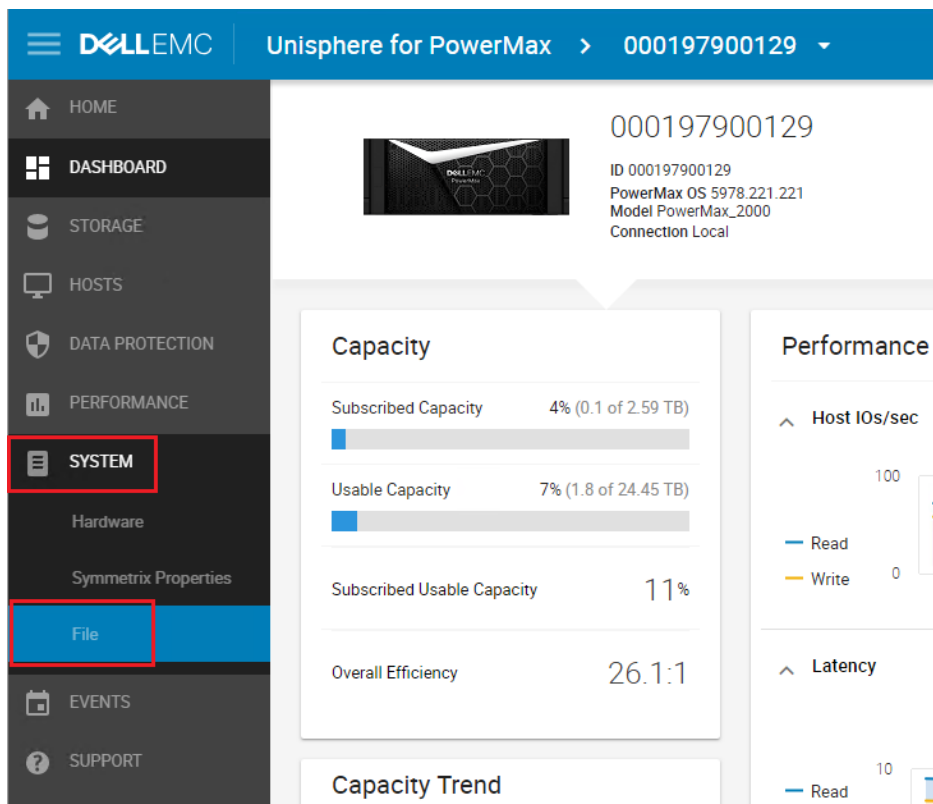 DELLEMC Unisphere for PowerMax > 000197900129
HOME
DASHBOARD
STORAGE
HOSTS
DATA PROTECTION
PERFORMANCE
SYSTEM
Hardware
Symmetrix Properties
File
EVENTS
SUPPORT
DELLEMC
PowerMax
000197900129
ID 000197900129
PowerMax OS 5978.221.221
Model PowerMax_2000
Connection Local
Capacity
Subscribed Capacity 4% (0.1 of 2.59 TB)
Usable Capacity 7% (1.8 of 24.45 TB)
Subscribed Usable Capacity 11%
Overall Efficiency 26.1:1
Capacity Trend
Performance
Host IOs/sec
100
Read
Write 0
Latency
10
Read